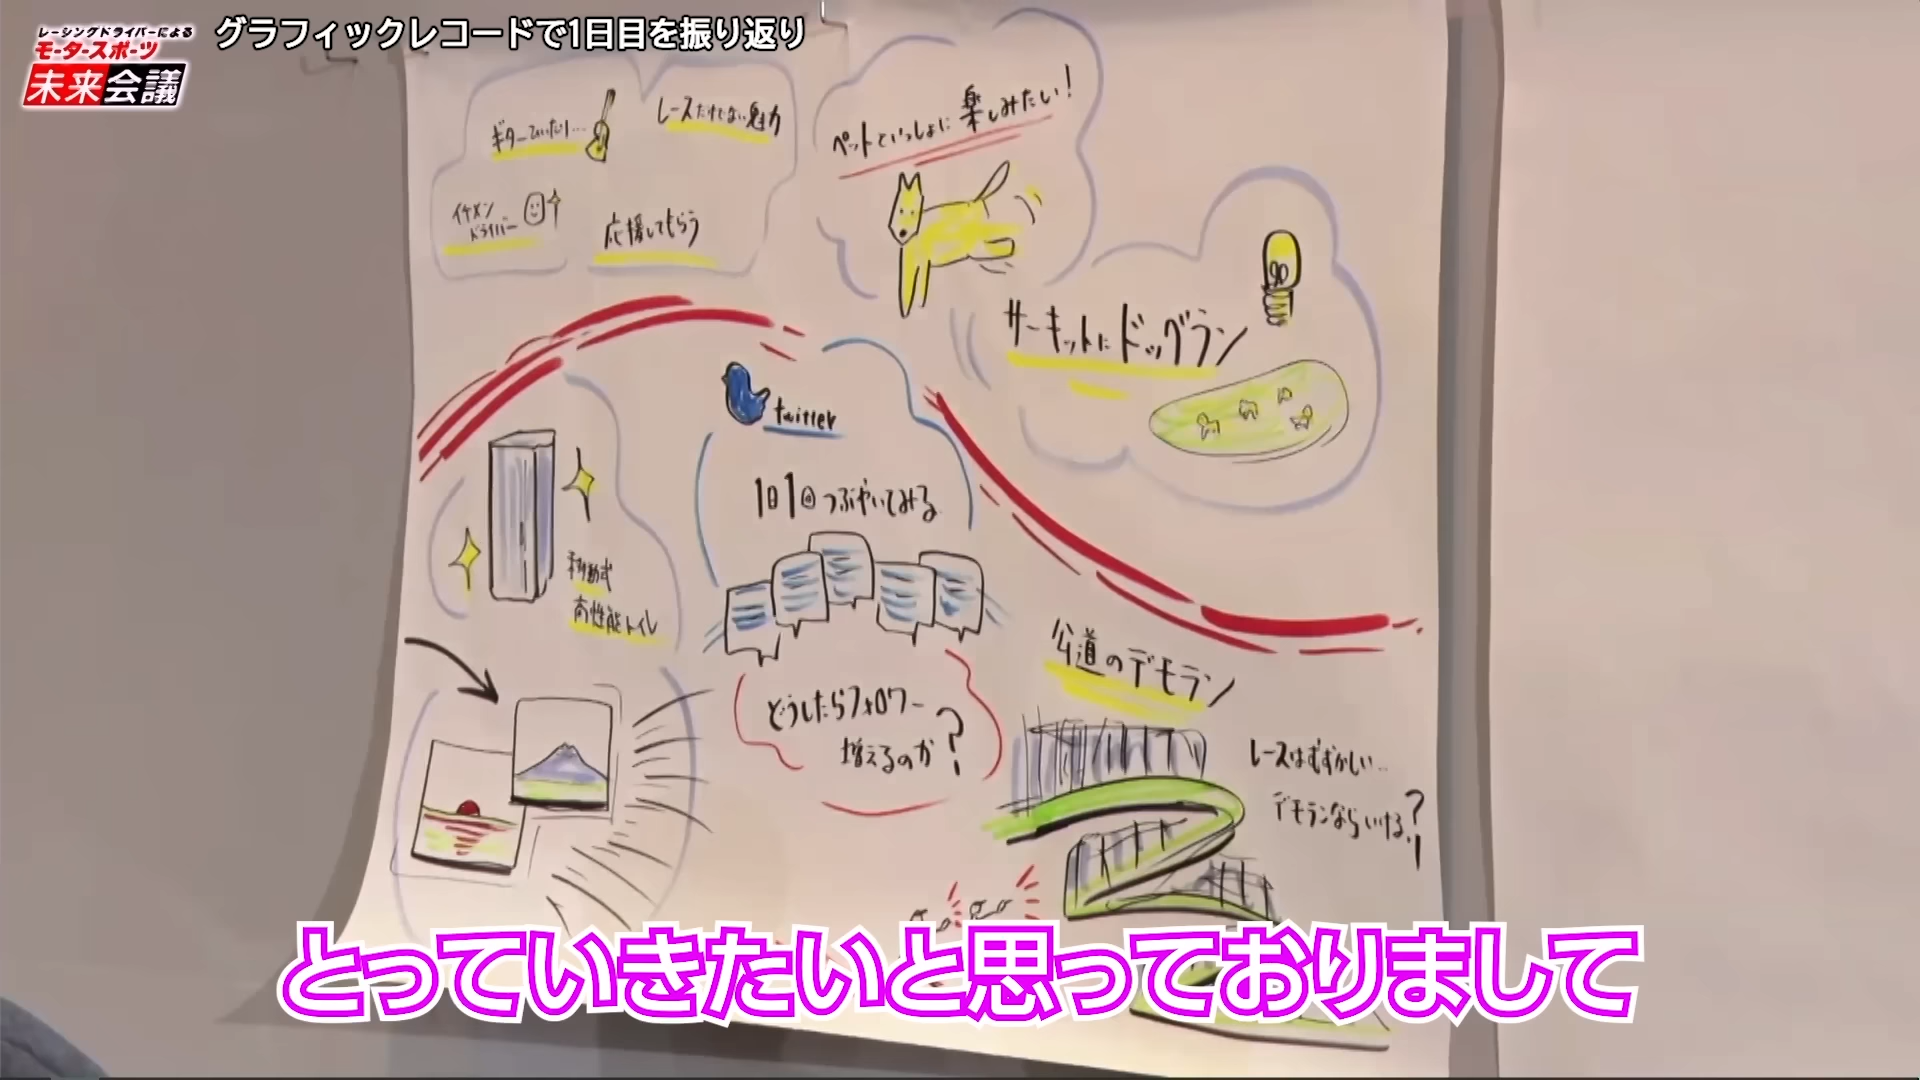 レーシングドライバーによる
モータースポーツ
未来会議
グラフィックレコードで1日目を振り返り
ギターひいたり…
レースだけじゃない魅力
イケメン
ドライバー
応援してもらう
ペットといっしょに楽しみたい!
サーキットにドッグラン
twitter
1日1回つぶやいてみる
移動式
高性能トイレ
どうしたらフォロワー
増えるのか?
公道のデモラン
レースはむずかしい…
デモランならいける?!
とっていきたいと思っておりまして